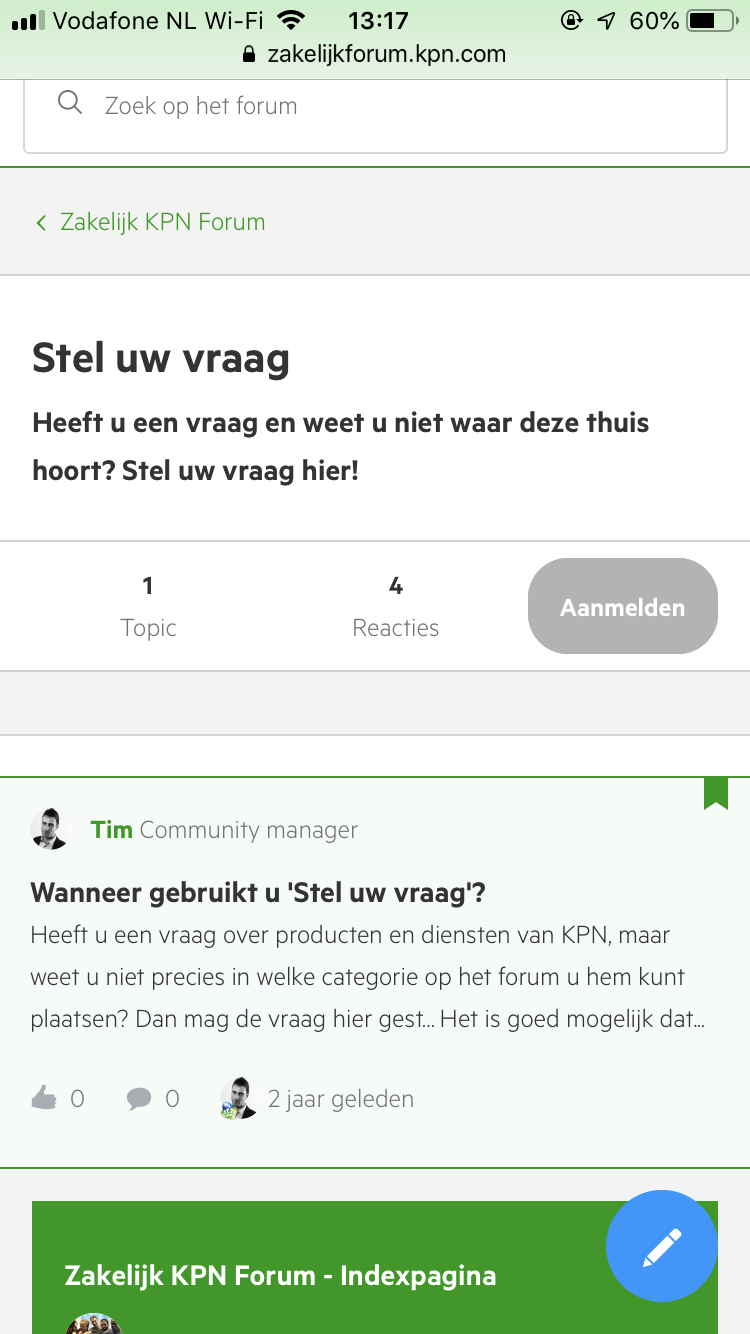 Vodafone NL Wi-Fi 13:17 60%
zakelijkforum.kpn.com
Zoek op het forum
Zakelijk KPN Forum
Stel uw vraag
Heeft u een vraag en weet u niet waar deze thuis
hoort? Stel uw vraag hier!
1 4
Topic Reacties
Aanmelden
Tim Community manager
Wanneer gebruikt u 'Stel uw vraag'?
Heeft u een vraag over producten en diensten van KPN, maar
weet u niet precies in welke categorie op het forum u hem kunt
plaatsen? Dan mag de vraag hier gest... Het is goed mogelijk dat...
0 0 2 jaar geleden
Zakelijk KPN Forum - Indexpagina